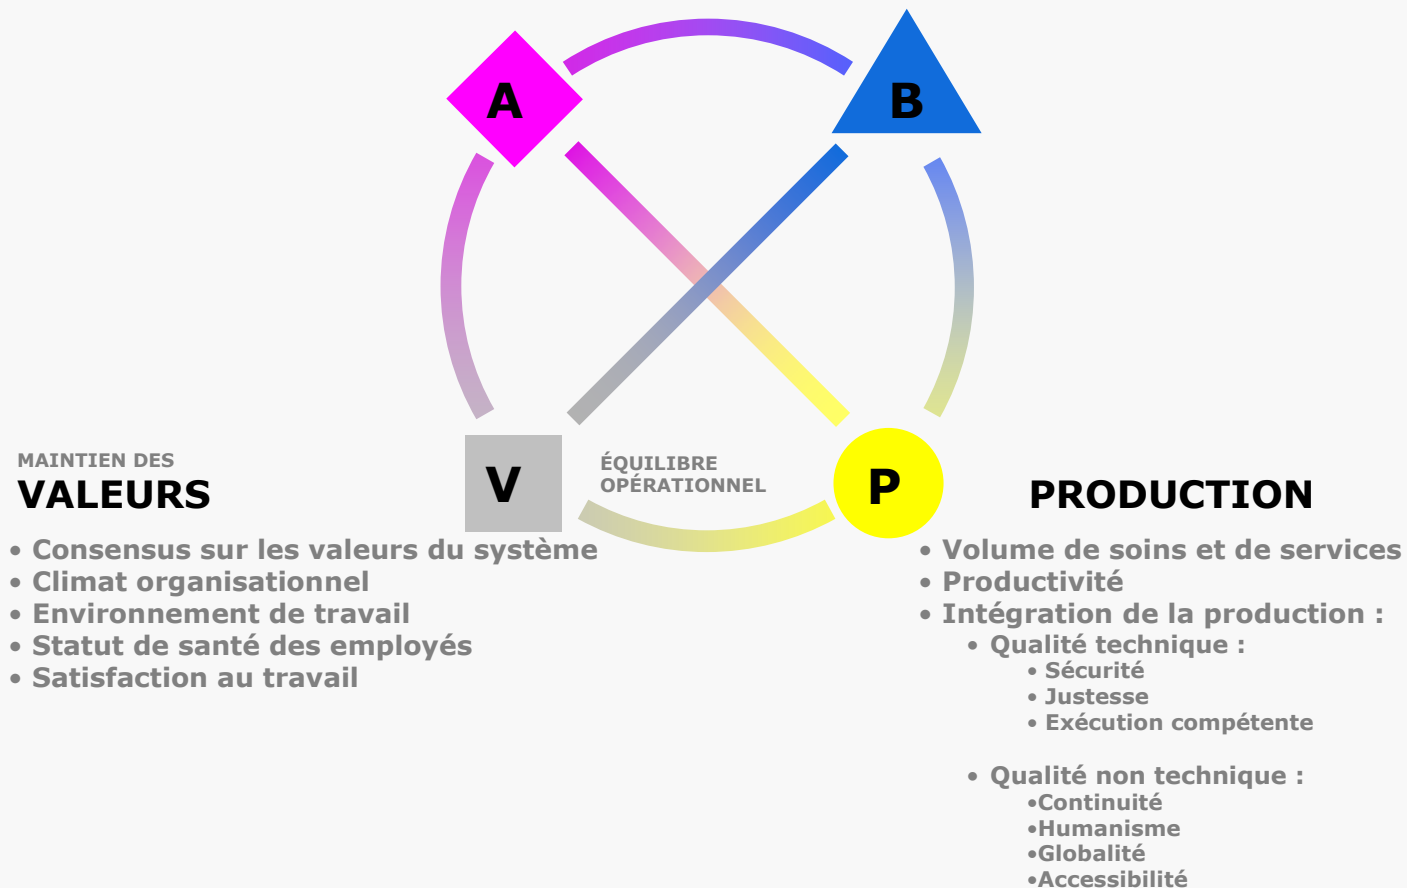 A
B
MAINTIEN DES
VALEURS
V
ÉQUILIBRE
OPÉRATIONNEL
P
PRODUCTION
• Consensus sur les valeurs du système
• Climat organisationnel
• Environnement de travail
• Statut de santé des employés
• Satisfaction au travail
• Volume de soins et de services
• Productivité
• Intégration de la production :
• Qualité technique :
• Sécurité
• Justesse
• Exécution compétente
• Qualité non technique :
•Continuité
•Humanisme
•Globalité
•Accessibilité